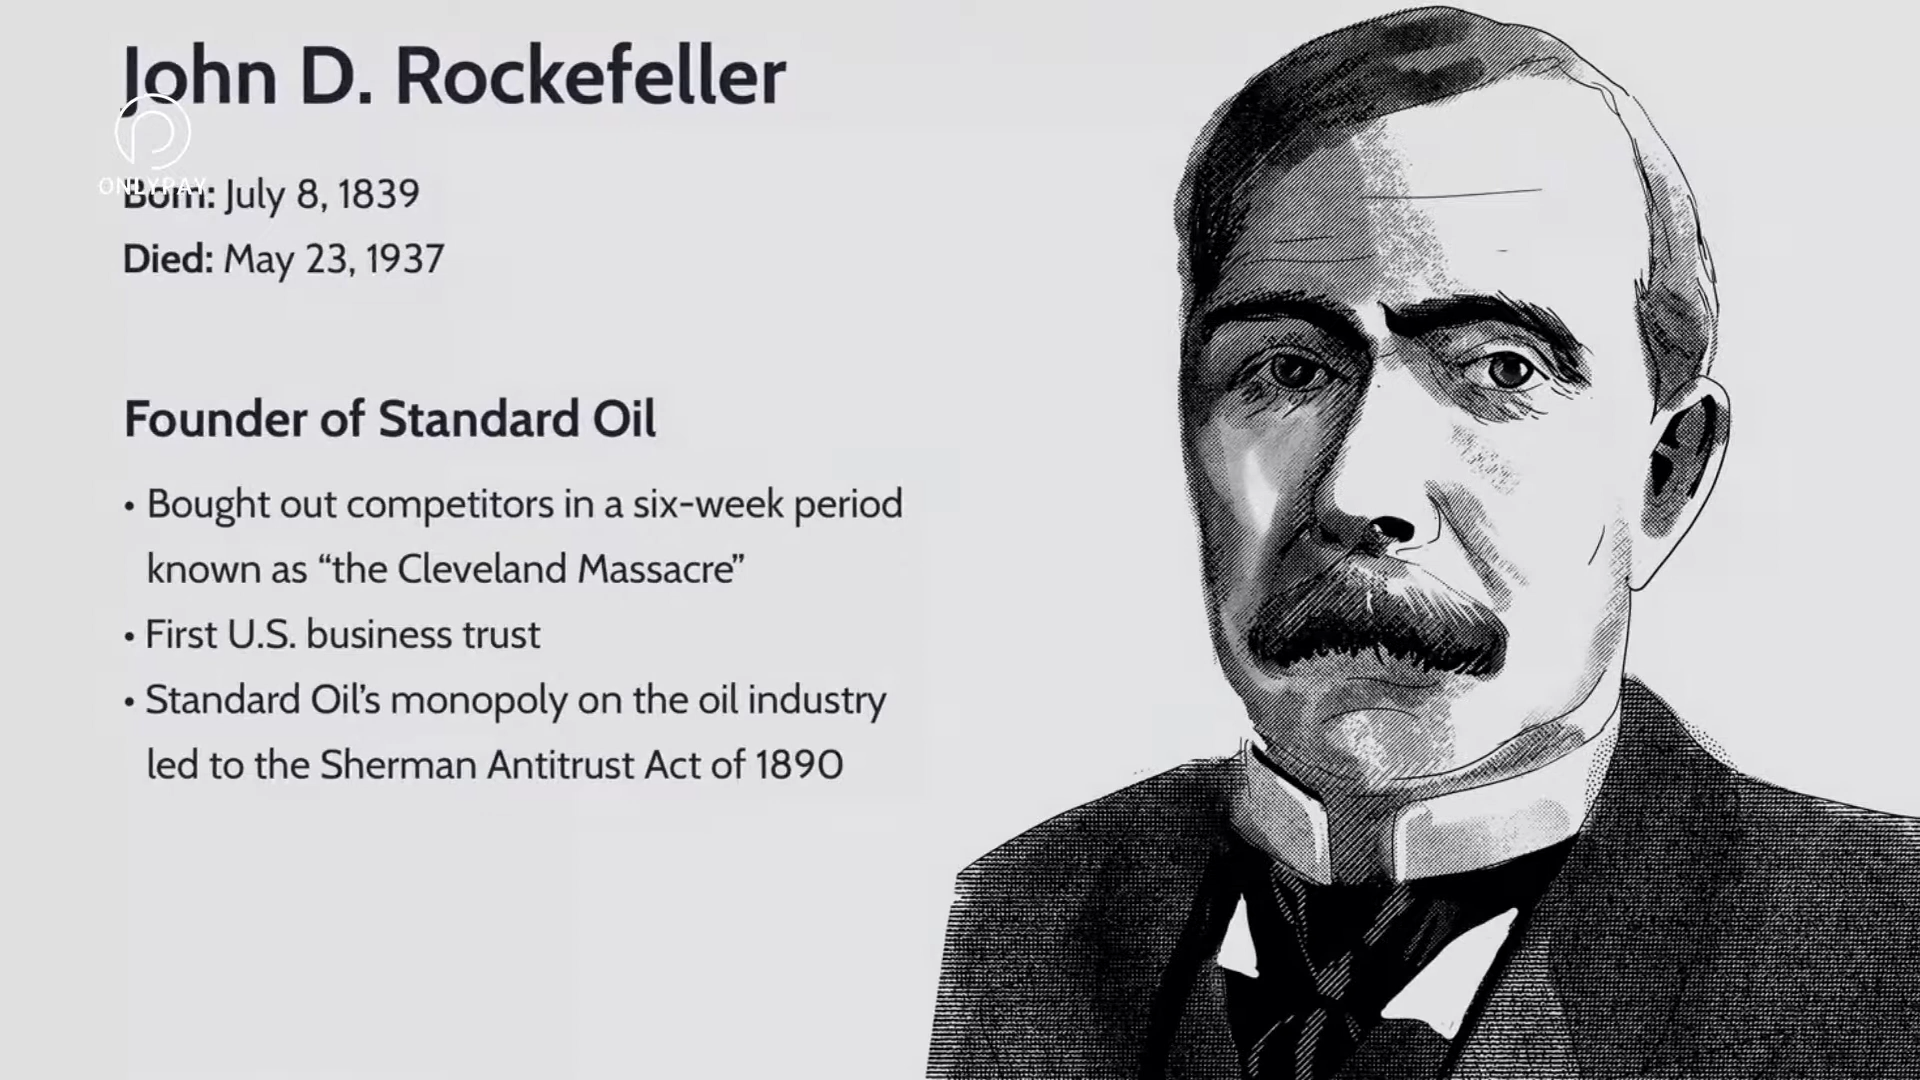 John D. Rockefeller
ONLYPAY
Born: July 8, 1839
Died: May 23, 1937
Founder of Standard Oil
• Bought out competitors in a six-week period
known as “the Cleveland Massacre”
• First U.S. business trust
• Standard Oil’s monopoly on the oil industry
led to the Sherman Antitrust Act of 1890